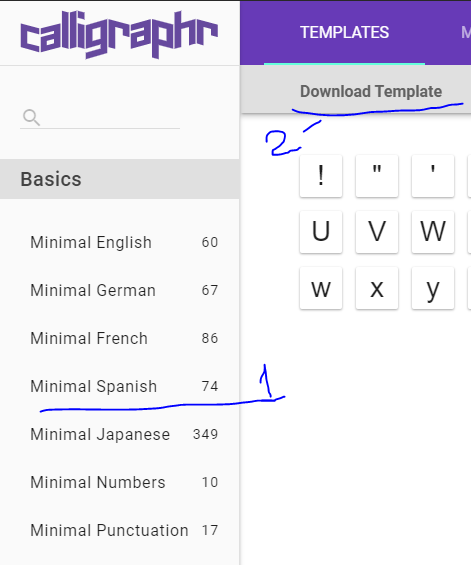 calligraphr
TEMPLATES
Download Template
2
Basics
! " '
U V W
w x y
Minimal English 60
Minimal German 67
Minimal French 86
Minimal Spanish 74
1
Minimal Japanese 349
Minimal Numbers 10
Minimal Punctuation 17